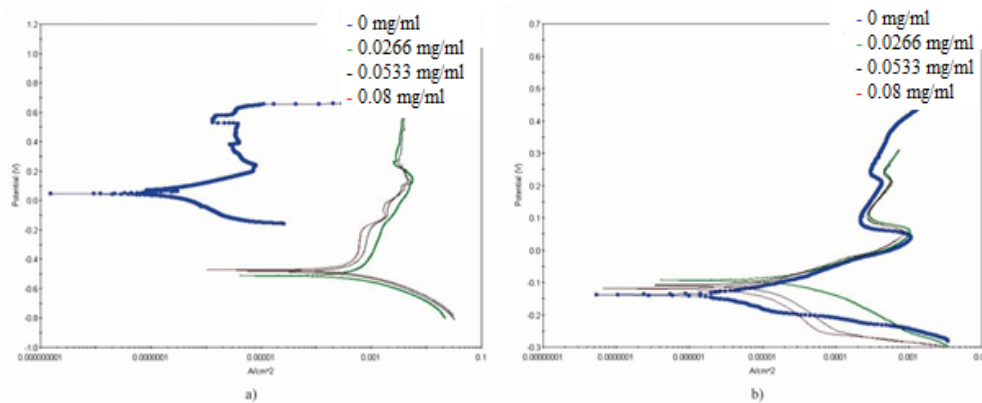 - 0 mg/ml
- 0.0266 mg/ml
- 0.0533 mg/ml
- 0.08 mg/ml
1.2
1.0
0.8
0.6
0.4
0.2
0.0
-0.2
-0.4
-0.6
-0.8
-1.0
Potential (V)
0.00000001
0.0000001
0.00001
0.001
0.1
A/cm^2
a)
- 0 mg/ml
- 0.0266 mg/ml
- 0.0533 mg/ml
- 0.08 mg/ml
0.7
0.6
0.5
0.4
0.3
0.2
0.1
0.0
-0.1
-0.2
-0.3
Potential (V)
0.00000001
0.0000001
0.000001
0.00001
0.0001
0.001
0.01
A/cm^2
b)